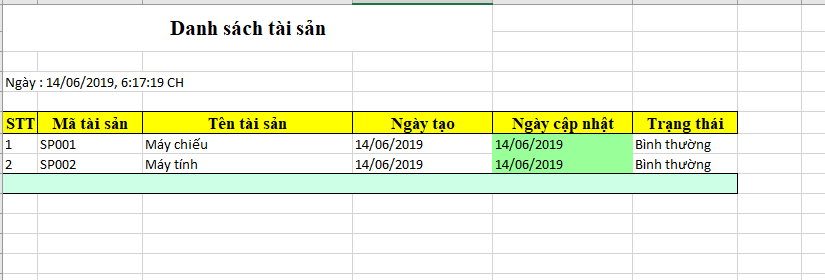 Danh sách tài sản
Ngày : 14/06/2019, 6:17:19 CH
STT Mã tài sản Tên tài sản Ngày tạo Ngày cập nhật Trạng thái
1 SP001 Máy chiếu 14/06/2019 14/06/2019 Bình thường
2 SP002 Máy tính 14/06/2019 14/06/2019 Bình thường